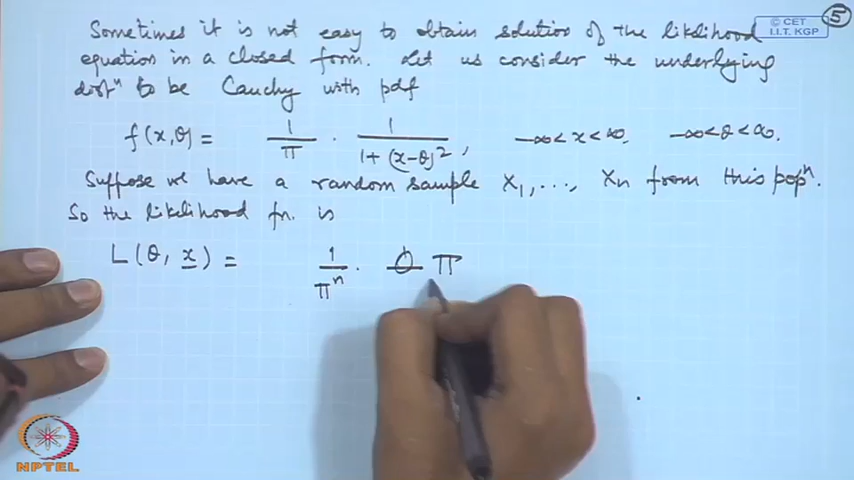 5
© CET
I.I.T. KGP
Sometimes it is not easy to obtain solution of the likelihood
equation in a closed form. Let us consider the underlying
distⁿ to be Cauchy with pdf
f(x,θ) = 1/π · 1/(1+(x-θ)²), -∞<x<∞. -∞<θ<∞.
Suppose we have a random sample X₁,..., Xₙ from this popⁿ.
So the likelihood fn. is
L(θ, x) = 1/πⁿ · π
NPTEL